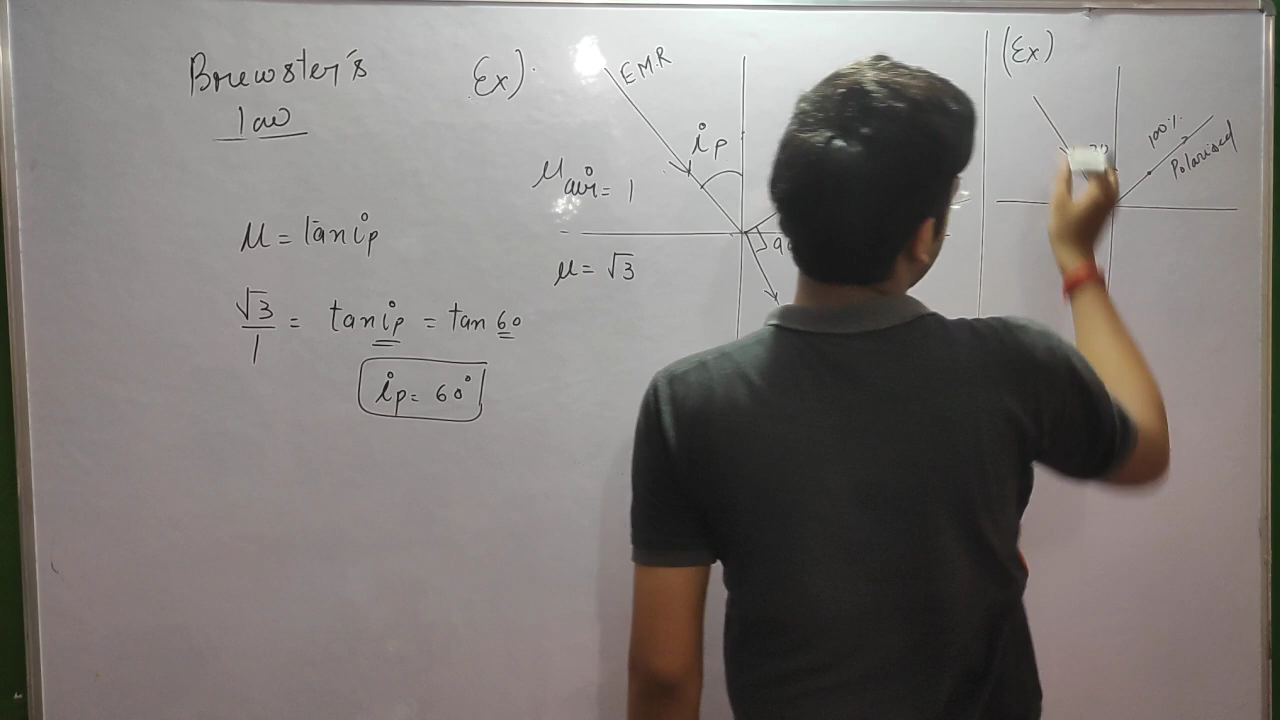 Brewster's
law
μ = tan ip
√3/1 = tan ip = tan 60
ip = 60°
Ex)
EMR
ip
μair = 1
μ = √3
(Ex)
100%
Polarised